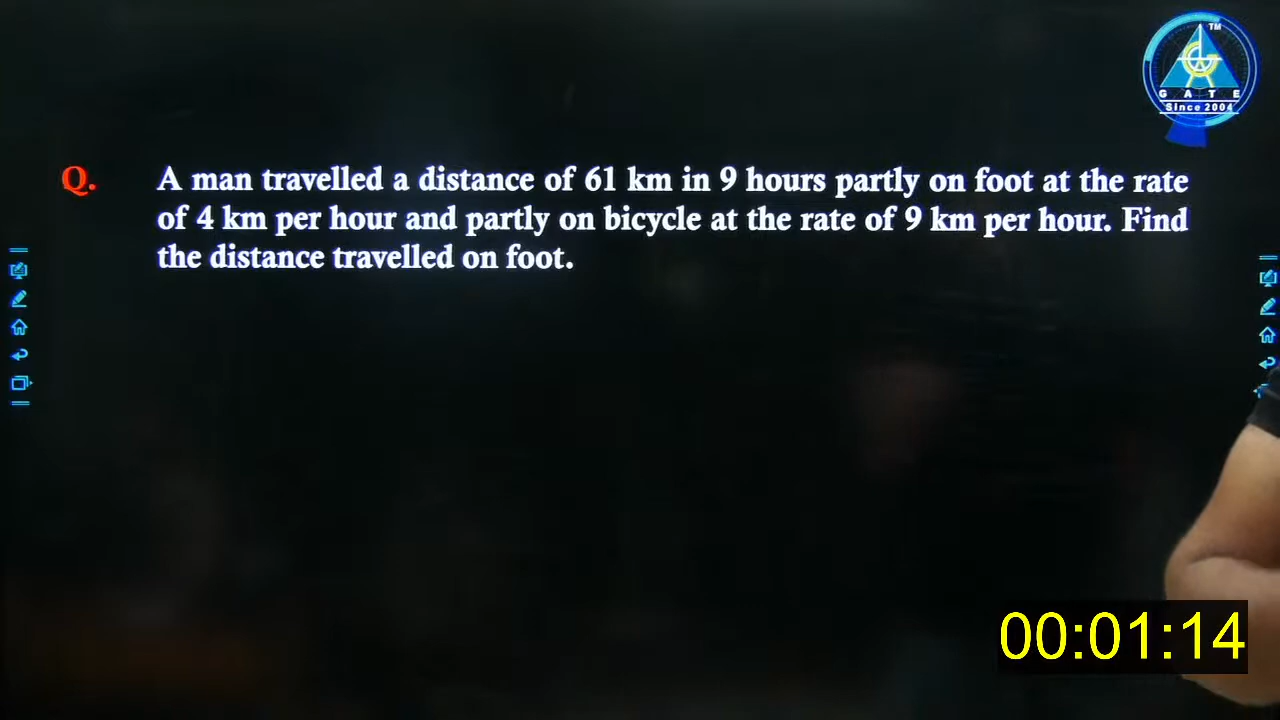 TM
G A T E
Since 2004
Q. A man travelled a distance of 61 km in 9 hours partly on foot at the rate
of 4 km per hour and partly on bicycle at the rate of 9 km per hour. Find
the distance travelled on foot.
00:01:14